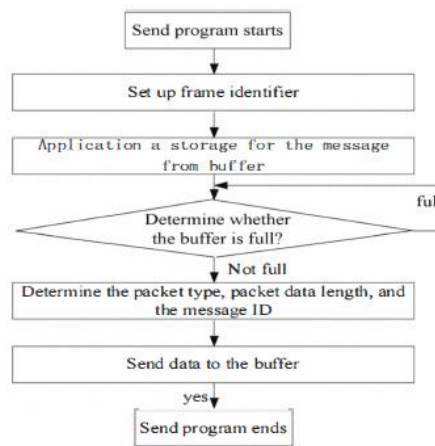 Send program starts
Set up frame identifier
Application a storage for the message
from buffer
ful
Determine whether
the buffer is full?
Not full
Determine the packet type, packet data length, and
the message ID
Send data to the buffer
yes
Send program ends